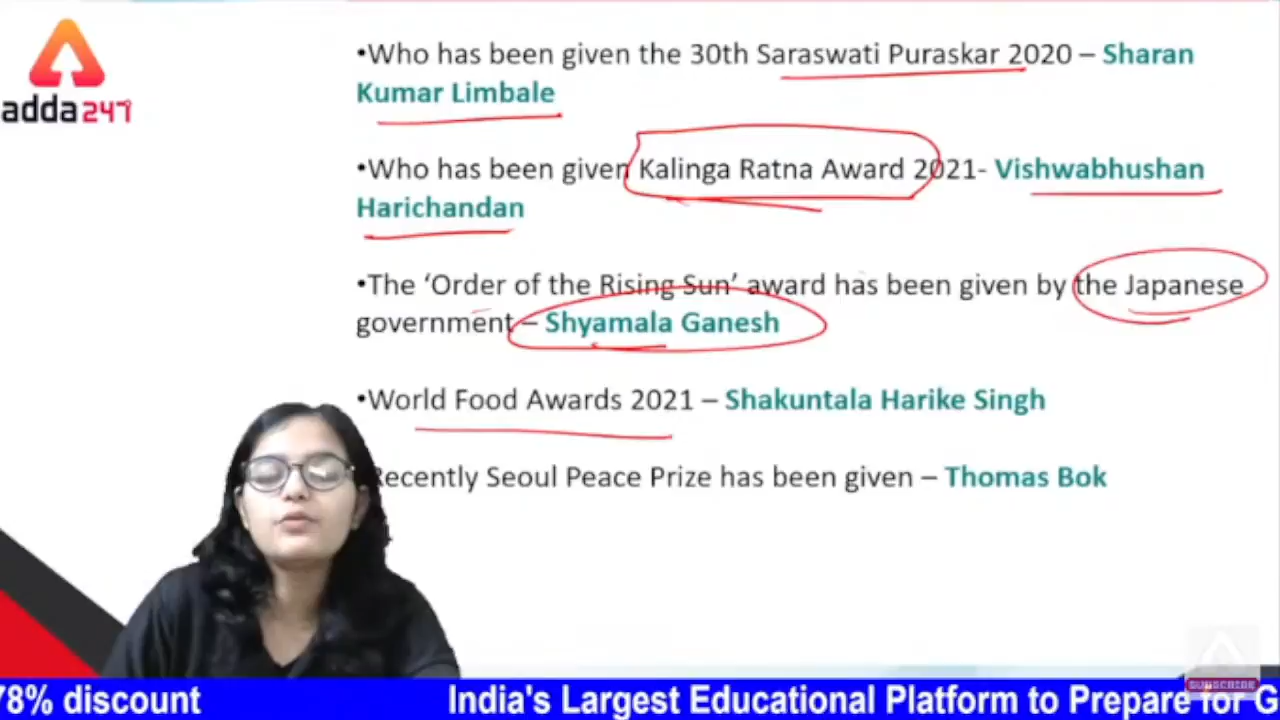 •Who has been given the 30th Saraswati Puraskar 2020 – Sharan
Kumar Limbale
adda247
•Who has been given Kalinga Ratna Award 2021- Vishwabhushan
Harichandan
•The ‘Order of the Rising Sun’ award has been given by the Japanese
government – Shyamala Ganesh
•World Food Awards 2021 – Shakuntala Harike Singh
Recently Seoul Peace Prize has been given – Thomas Bok
SUBSCRIBE
78% discount India's Largest Educational Platform to Prepare for G